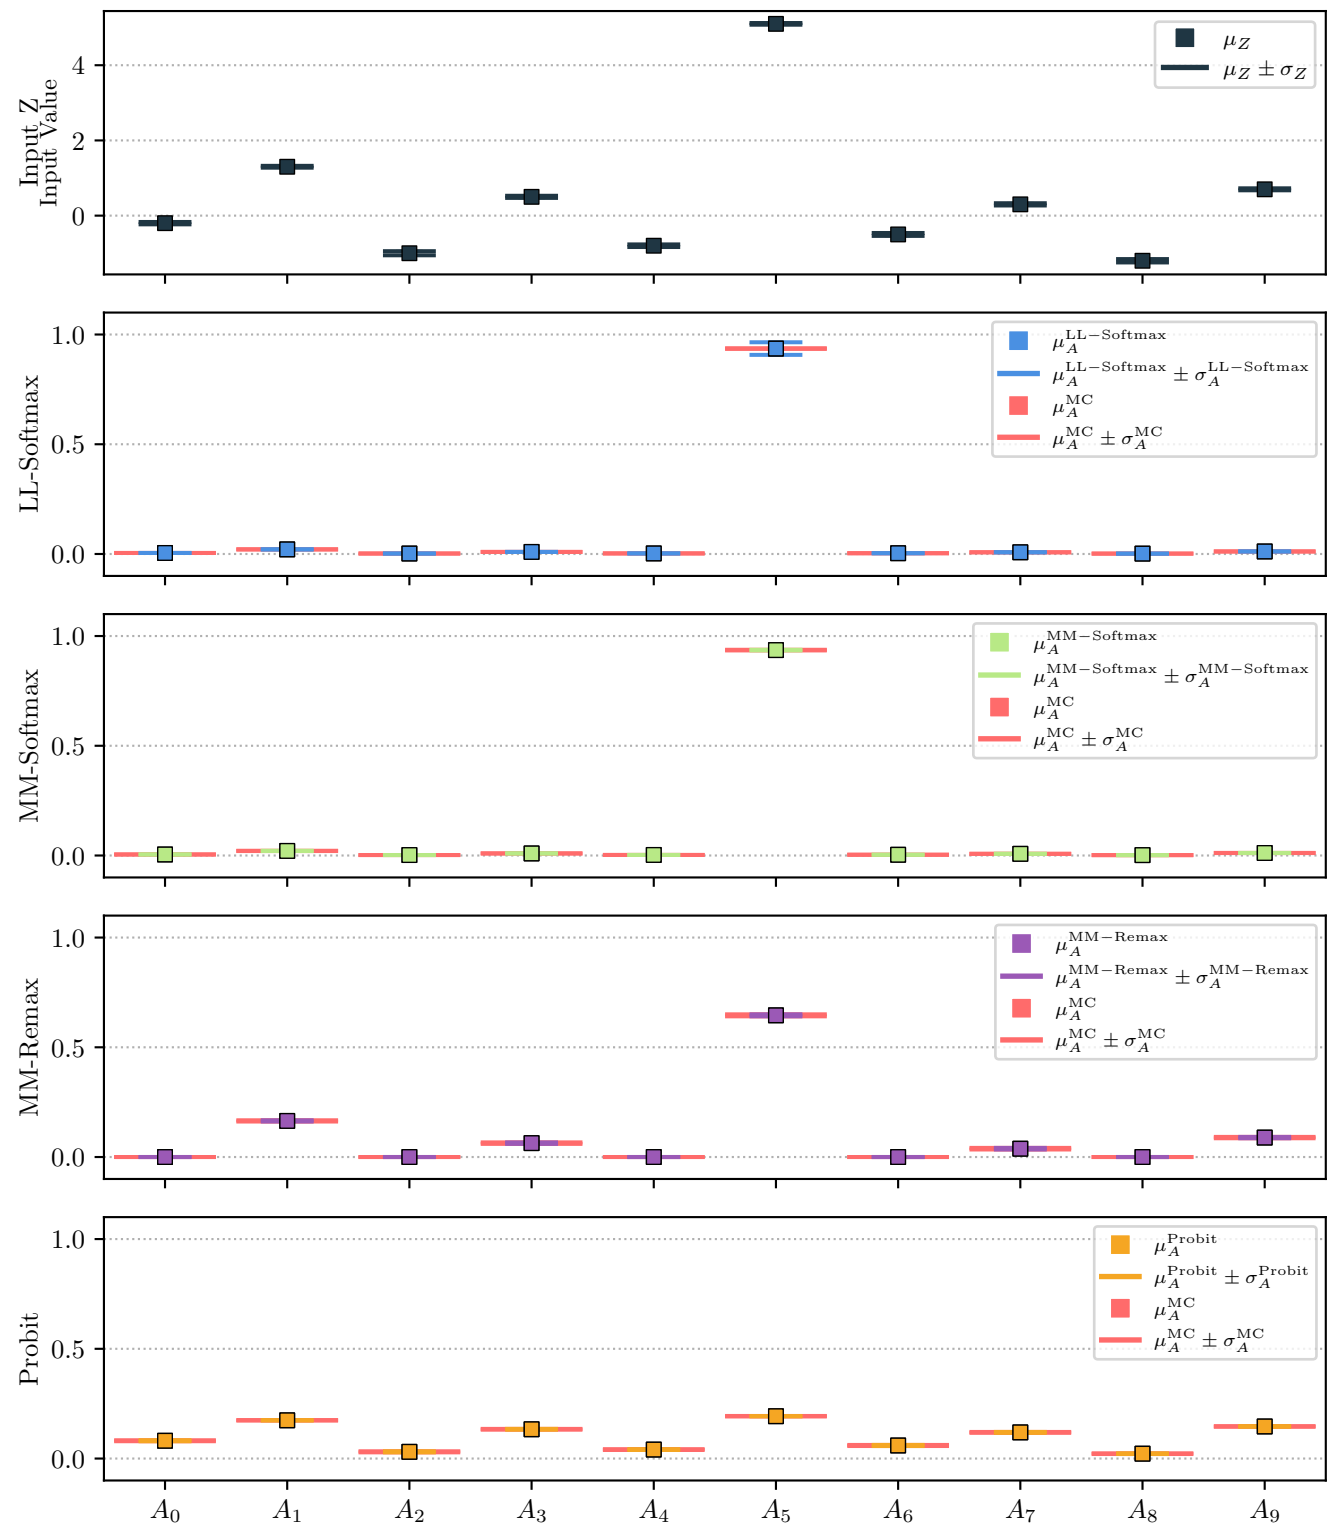 Input Z
Input Value
4
2
0
μ_Z
μ_Z ± σ_Z
LL-Softmax
1.0
0.5
0.0
μ_A^{LL−Softmax}
μ_A^{LL−Softmax} ± σ_A^{LL−Softmax}
μ_A^{MC}
μ_A^{MC} ± σ_A^{MC}
MM-Softmax
1.0
0.5
0.0
μ_A^{MM−Softmax}
μ_A^{MM−Softmax} ± σ_A^{MM−Softmax}
μ_A^{MC}
μ_A^{MC} ± σ_A^{MC}
MM-Remax
1.0
0.5
0.0
μ_A^{MM−Remax}
μ_A^{MM−Remax} ± σ_A^{MM−Remax}
μ_A^{MC}
μ_A^{MC} ± σ_A^{MC}
Probit
1.0
0.5
0.0
μ_A^{Probit}
μ_A^{Probit} ± σ_A^{Probit}
μ_A^{MC}
μ_A^{MC} ± σ_A^{MC}
A_0 A_1 A_2 A_3 A_4 A_5 A_6 A_7 A_8 A_9